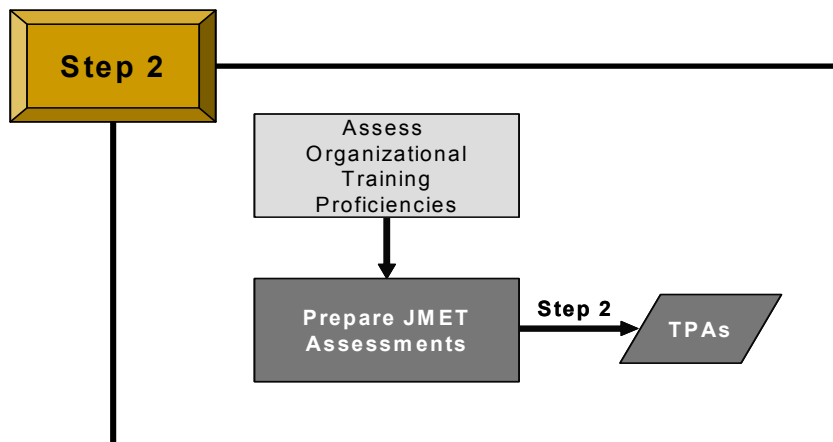 Step 2
Assess
Organizational
Training
Proficiencies
Prepare JMET
Assessments
Step 2
TPAs